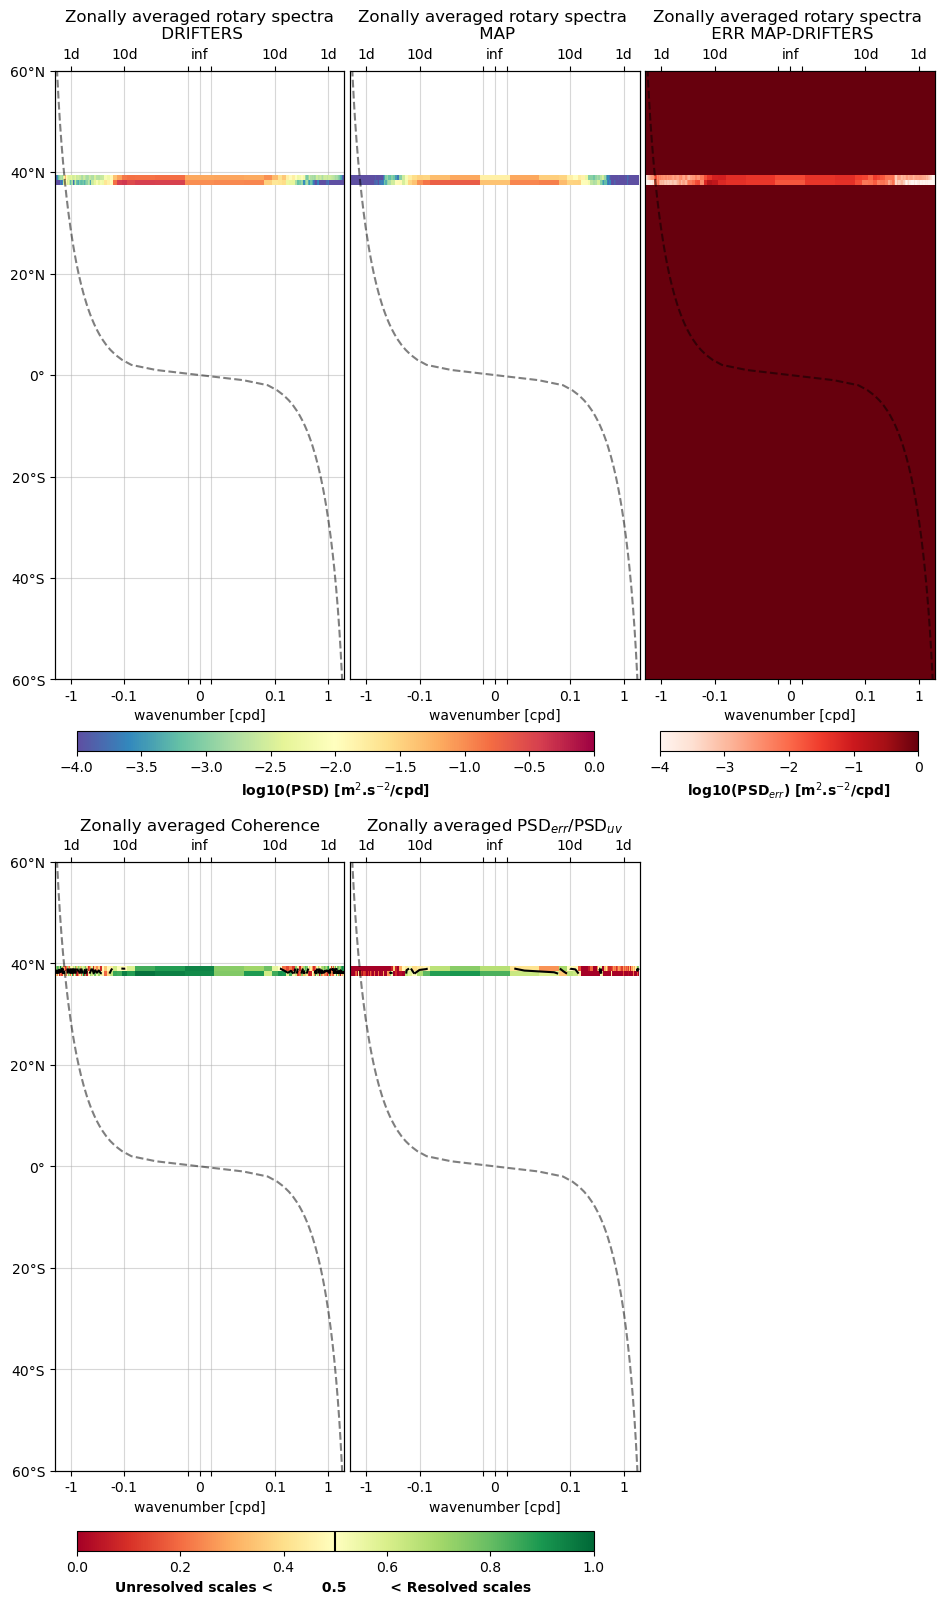 Zonally averaged rotary spectra
DRIFTERS
Zonally averaged rotary spectra
MAP
Zonally averaged rotary spectra
ERR MAP-DRIFTERS
1d 10d inf 10d 1d
1d 10d inf 10d 1d
1d 10d inf 10d 1d
60°N
40°N
20°N
0°
20°S
40°S
60°S
-1 -0.1 0 0.1 1
-1 -0.1 0 0.1 1
-1 -0.1 0 0.1 1
wavenumber [cpd]
wavenumber [cpd]
wavenumber [cpd]
−4.0 −3.5 −3.0 −2.5 −2.0 −1.5 −1.0 −0.5 0.0
−4 −3 −2 −1 0
log10(PSD) [m².s⁻²/cpd]
log10(PSD_err) [m².s⁻²/cpd]
Zonally averaged Coherence
Zonally averaged PSD_err/PSD_uv
1d 10d inf 10d 1d
1d 10d inf 10d 1d
60°N
40°N
20°N
0°
20°S
40°S
60°S
-1 -0.1 0 0.1 1
-1 -0.1 0 0.1 1
wavenumber [cpd]
wavenumber [cpd]
0.0 0.2 0.4 0.6 0.8 1.0
Unresolved scales < 0.5 < Resolved scales